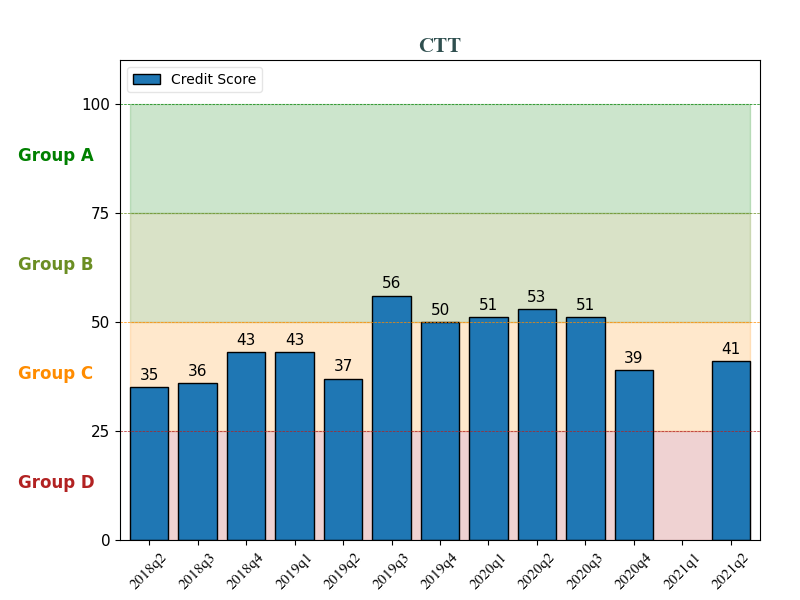 CTT
Credit Score
100
Group A
75
Group B
50
Group C
25
Group D
0
35
36
43
43
37
56
50
51
53
51
39
41
2018q2
2018q3
2018q4
2019q1
2019q2
2019q3
2019q4
2020q1
2020q2
2020q3
2020q4
2021q1
2021q2